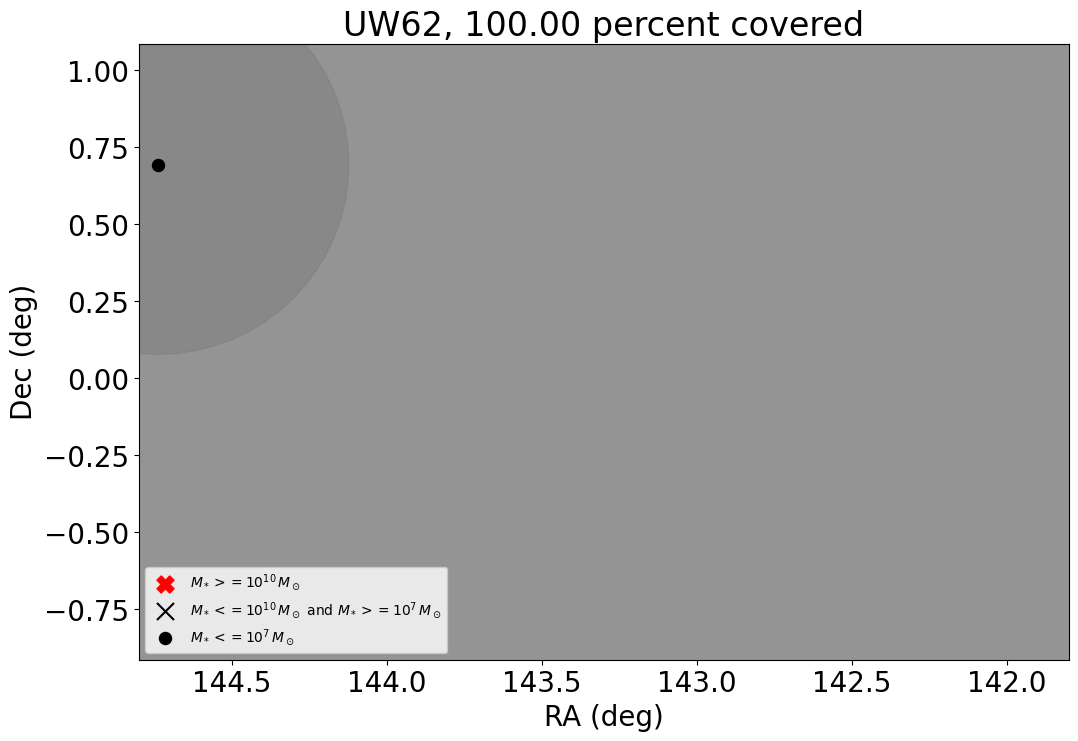 UW62, 100.00 percent covered
1.00
0.75
0.50
0.25
0.00
−0.25
−0.50
−0.75
Dec (deg)
M* >= 10^10 M⊙
M* <= 10^10 M⊙ and M* >= 10^7 M⊙
M* <= 10^7 M⊙
144.5 144.0 143.5 143.0 142.5 142.0
RA (deg)